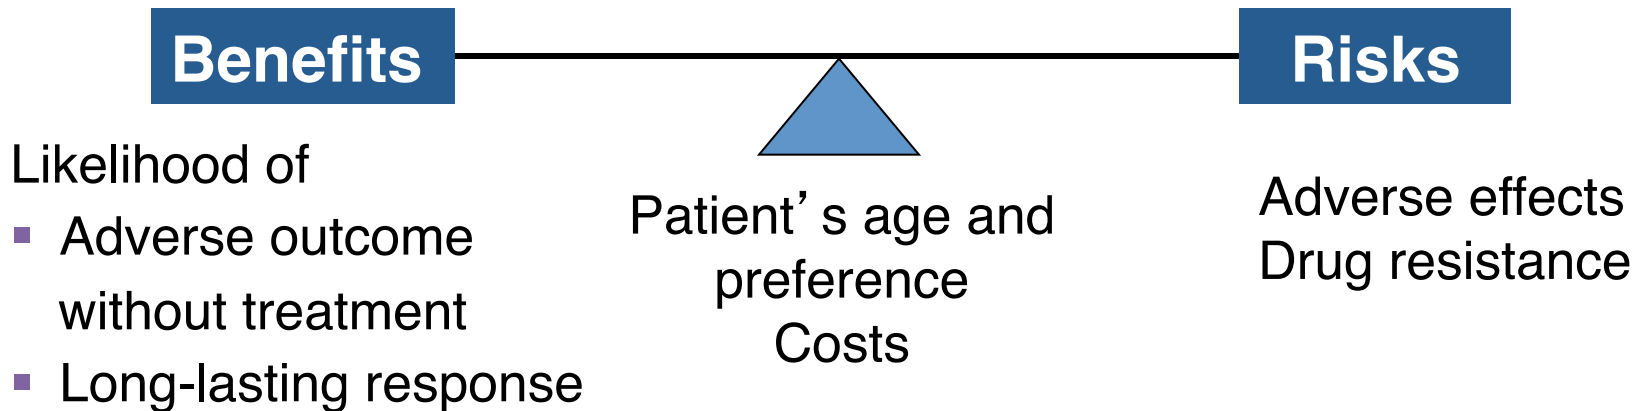 Benefits
Risks
Likelihood of
▪ Adverse outcome
without treatment
▪ Long-lasting response
Patient’s age and
preference
Costs
Adverse effects
Drug resistance